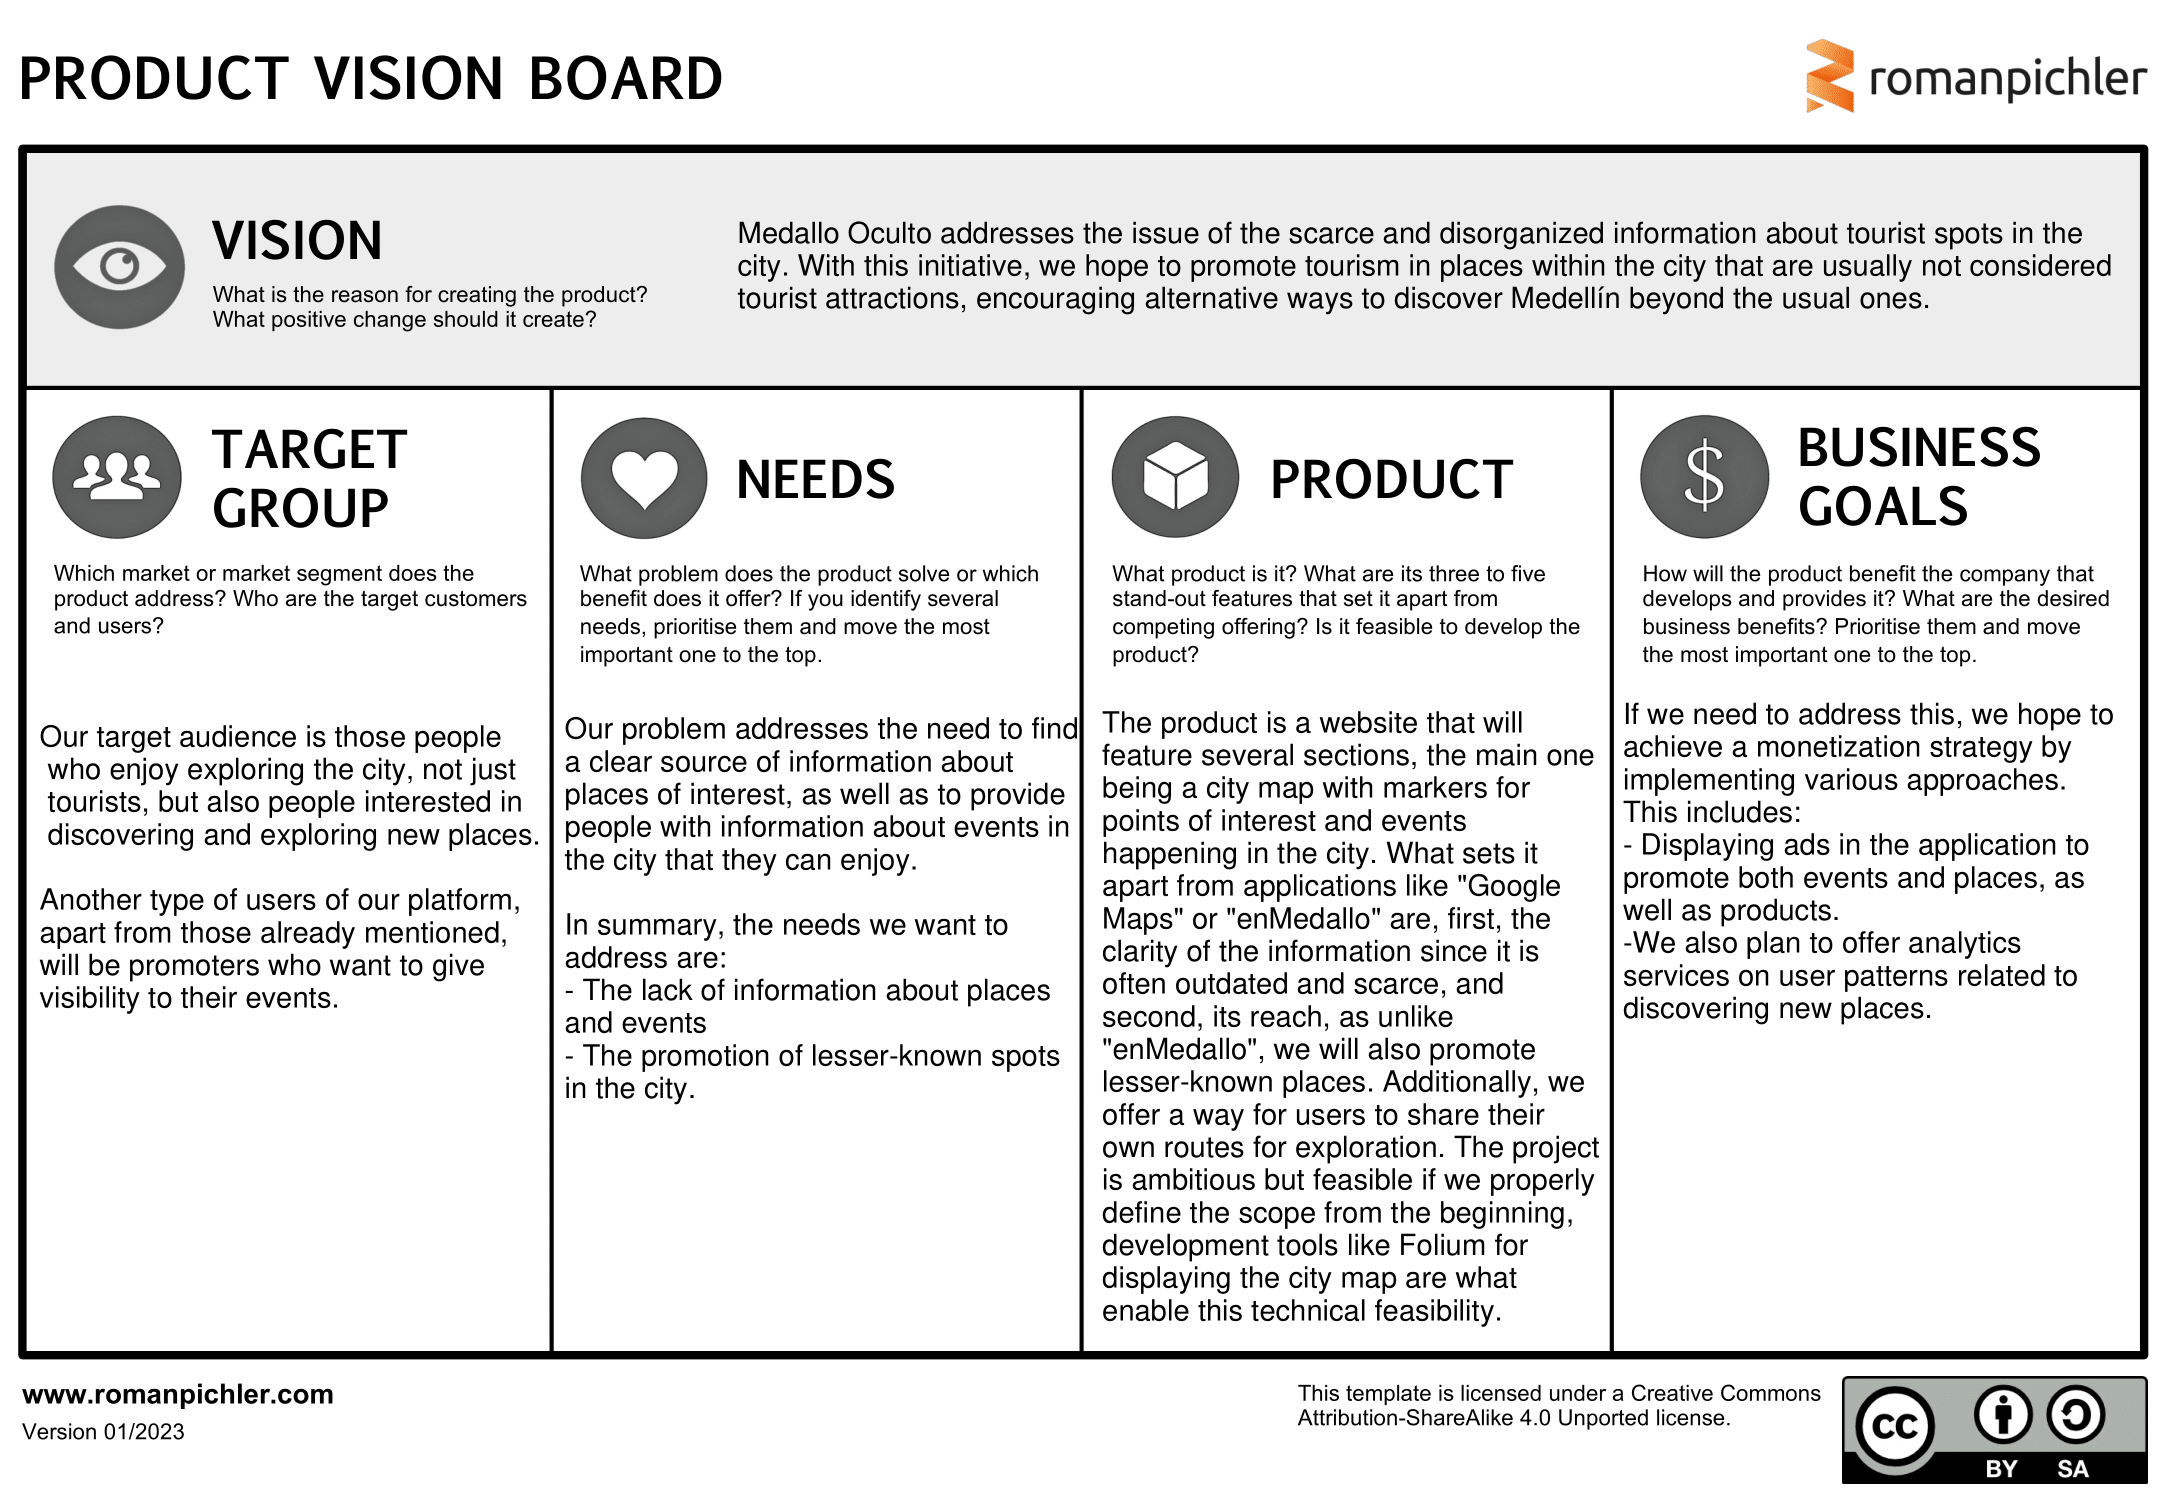 PRODUCT VISION BOARD
romanpichler
VISION
What is the reason for creating the product?
What positive change should it create?
Medallo Oculto addresses the issue of the scarce and disorganized information about tourist spots in the
city. With this initiative, we hope to promote tourism in places within the city that are usually not considered
tourist attractions, encouraging alternative ways to discover Medellín beyond the usual ones.
TARGET
GROUP
Which market or market segment does the
product address? Who are the target customers
and users?
Our target audience is those people
who enjoy exploring the city, not just
tourists, but also people interested in
discovering and exploring new places.
Another type of users of our platform,
apart from those already mentioned,
will be promoters who want to give
visibility to their events.
NEEDS
What problem does the product solve or which
benefit does it offer? If you identify several
needs, prioritise them and move the most
important one to the top.
Our problem addresses the need to find
a clear source of information about
places of interest, as well as to provide
people with information about events in
the city that they can enjoy.
In summary, the needs we want to
address are:
- The lack of information about places
and events
- The promotion of lesser-known spots
in the city.
PRODUCT
What product is it? What are its three to five
stand-out features that set it apart from
competing offering? Is it feasible to develop the
product?
The product is a website that will
feature several sections, the main one
being a city map with markers for
points of interest and events
happening in the city. What sets it
apart from applications like "Google
Maps" or "enMedallo" are, first, the
clarity of the information since it is
often outdated and scarce, and
second, its reach, as unlike
"enMedallo", we will also promote
lesser-known places. Additionally, we
offer a way for users to share their
own routes for exploration. The project
is ambitious but feasible if we properly
define the scope from the beginning,
development tools like Folium for
displaying the city map are what
enable this technical feasibility.
BUSINESS
GOALS
How will the product benefit the company that
develops and provides it? What are the desired
business benefits? Prioritise them and move
the most important one to the top.
If we need to address this, we hope to
achieve a monetization strategy by
implementing various approaches.
This includes:
- Displaying ads in the application to
promote both events and places, as
well as products.
-We also plan to offer analytics
services on user patterns related to
discovering new places.
www.romanpichler.com
Version 01/2023
This template is licensed under a Creative Commons
Attribution-ShareAlike 4.0 Unported license.
cc
BY SA